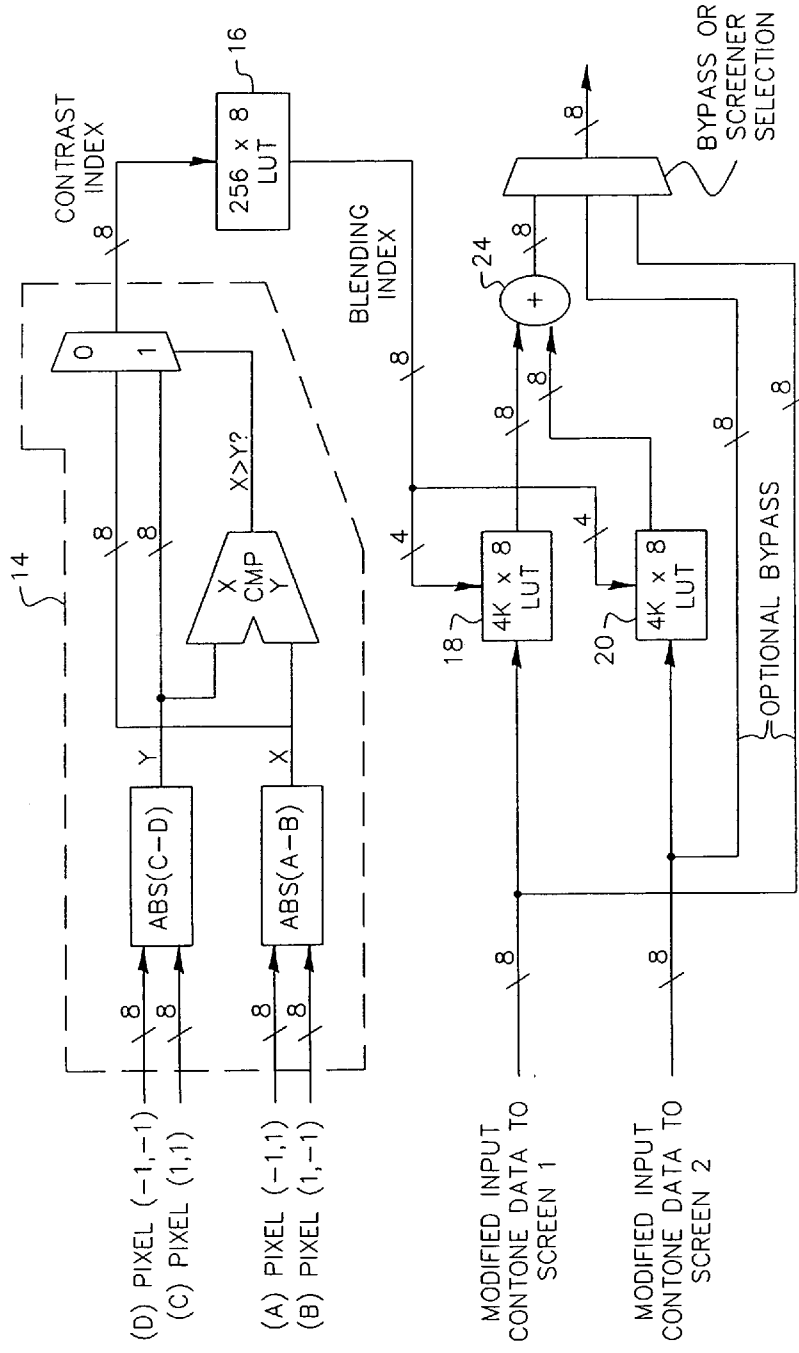 (D) PIXEL (-1,-1)
(C) PIXEL (1,1)
(A) PIXEL (-1,1)
(B) PIXEL (1,-1)
8
8
8
8
ABS(C-D)
ABS(A-B)
Y
X
14
X
CMP
Y
X>Y?
8
8
0
1
8
CONTRAST
INDEX
256 x 8
LUT
16
BLENDING
INDEX
8
4
4
MODIFIED INPUT
CONTONE DATA TO
SCREEN 1
MODIFIED INPUT
CONTONE DATA TO
SCREEN 2
8
8
18
4K x 8
LUT
20
4K x 8
LUT
8
8
24
+
8
8
8
OPTIONAL BYPASS
8
BYPASS OR
SCREENER
SELECTION